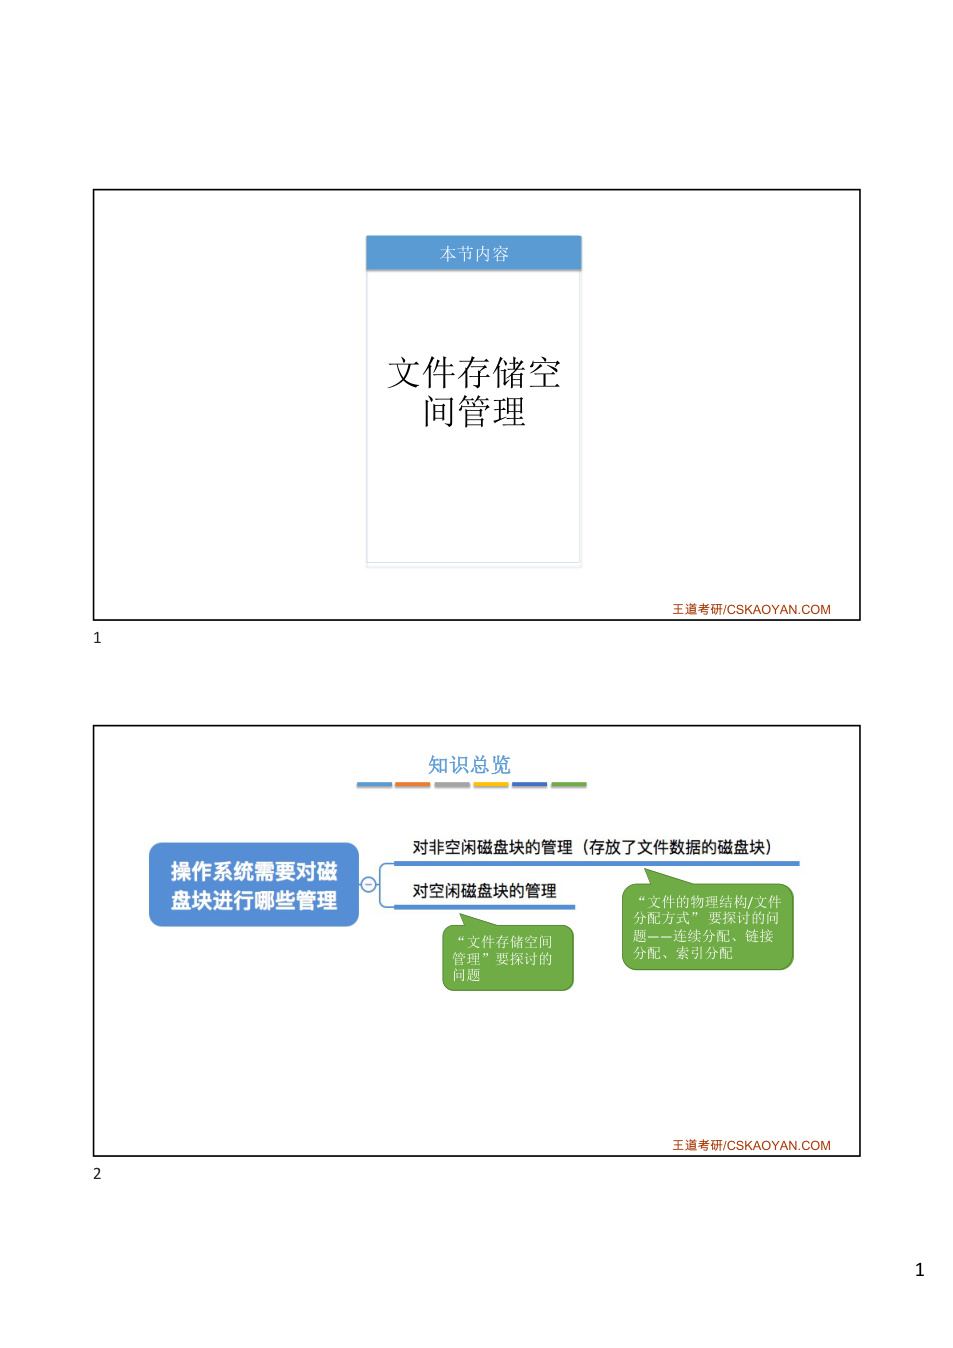 本节内容
文件存储空
间管理
王道考研/CSKAOYAN.COM
1
知识总览
操作系统需要对磁
盘块进行哪些管理
对非空闲磁盘块的管理（存放了文件数据的磁盘块）
对空闲磁盘块的管理
“文件的物理结构/文件
分配方式”要探讨的问
题——连续分配、链接
分配、索引分配
“文件存储空间
管理”要探讨的
问题
王道考研/CSKAOYAN.COM
2
1